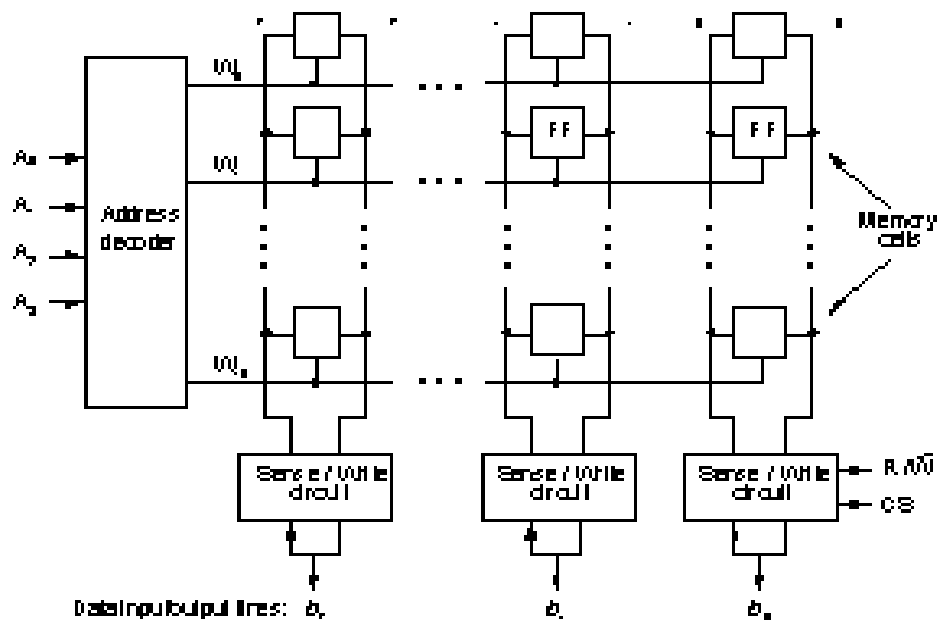 W
FF FF
A
W
A
Address
decoder
Memory
cells
A
A
W
Sense / Write
circuit
Sense / Write
circuit
Sense / Write
circuit
R/W̅
CS
Data input/output lines: b b b